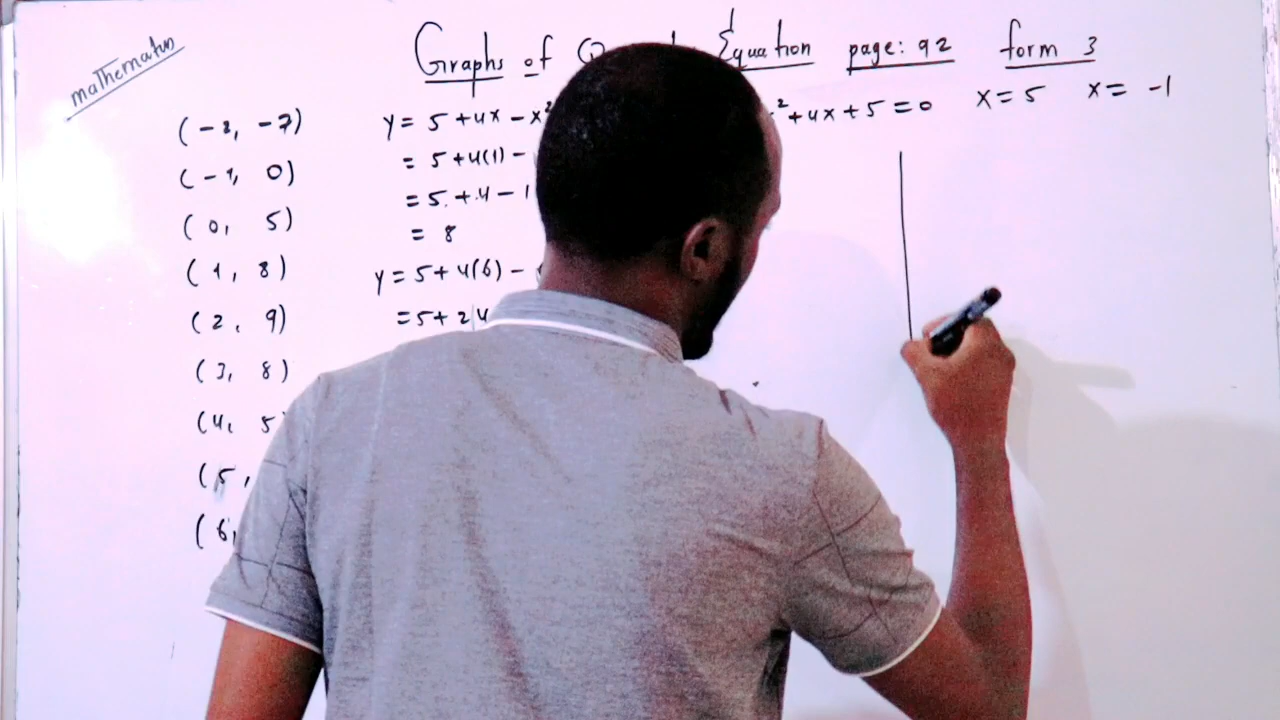 mathematics
Graphs of Equation page: 92 form 3
(-2, -7)
(-1, 0)
(0, 5)
(1, 8)
(2, 9)
(3, 8)
(4, 5
(5,
(6,
y = 5 + 4x - x²
= 5 + 4(1) -
= 5 + 4 - 1
= 8
y = 5 + 4(6) -
= 5 + 24
² + 4x + 5 = 0 x = 5 x = -1